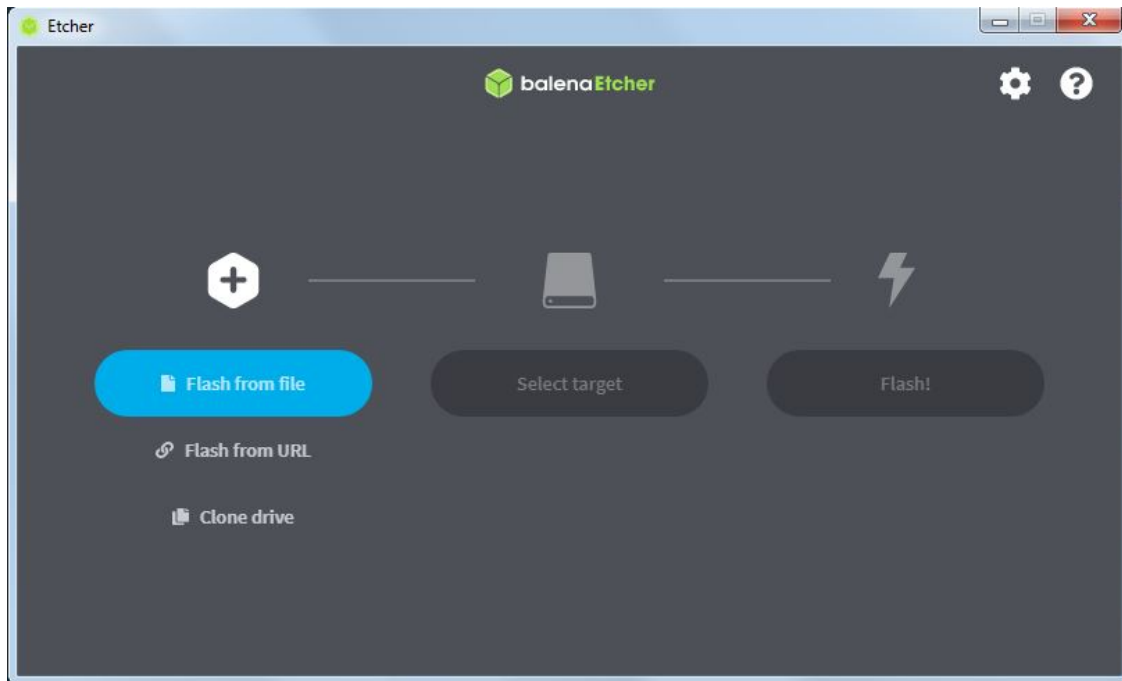 Etcher
balenaEtcher
Flash from file
Select target
Flash!
Flash from URL
Clone drive